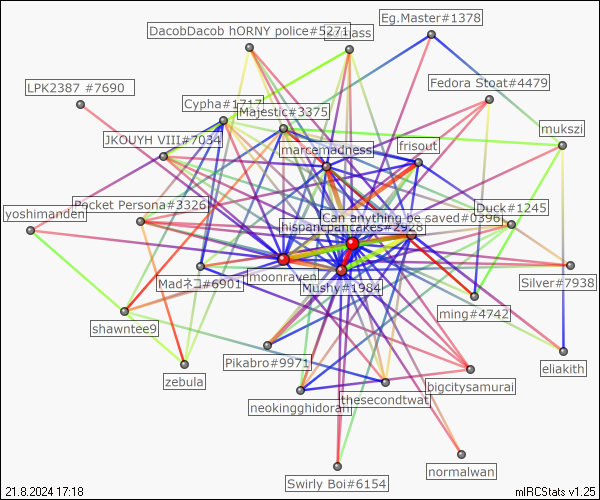 Eg.Master#1378
DacobDacob hORNY police#5271
ass
Fedora Stoat#4479
LPK2387 #7690
Cypha#1717
Majestic#3375
mukszi
JKOUYH VIII#7034
marcemadness
frisout
Pocket Persona#3326
Duck#1245
yoshimanden
Can anything be saved#0396
hispancpancakes#2928
moonraven
Madネコ#6901
Mushy#1984
Silver#7938
ming#4742
shawntee9
Pikabro#9971
eliakith
zebula
bigcitysamurai
thesecondtwat
neokingghidorah
normalwan
Swirly Boi#6154
21.8.2024 17:18
mIRCStats v1.25